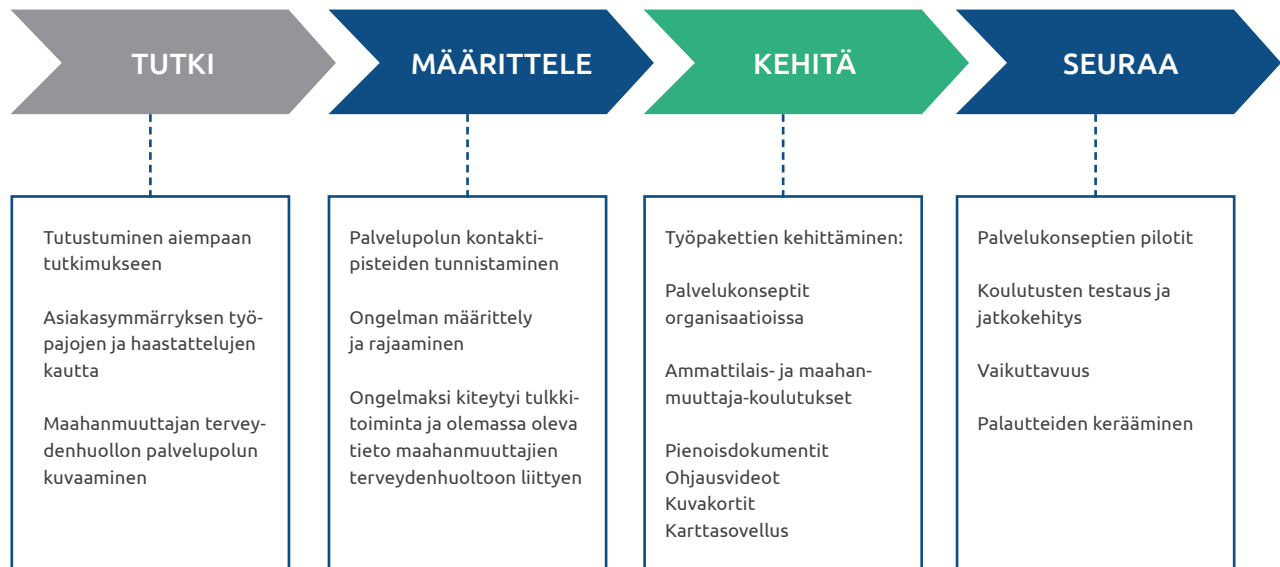 TUTKI
MÄÄRITTELE
KEHITÄ
SEURAA
Tutustuminen aiempaan
tutkimukseen
Asiakasymmärryksen työ-
pajojen ja haastattelujen
kautta
Maahanmuuttajan tervey-
denhuollon palvelupolun
kuvaaminen
Palvelupolun kontakti-
pisteiden tunnistaminen
Ongelman määrittely
ja rajaaminen
Ongelmaksi kiteytyi tulkki-
toiminta ja olemassa oleva
tieto maahanmuuttajien
terveydenhuoltoon liittyen
Työpakettien kehittäminen:
Palvelukonseptit
organisaatioissa
Ammattilais- ja maahan-
muuttaja-koulutukset
Pienoisdokumentit
Ohjausvideot
Kuvakortit
Karttasovellus
Palvelukonseptien pilotit
Koulutusten testaus ja
jatkokehitys
Vaikuttavuus
Palautteiden kerääminen